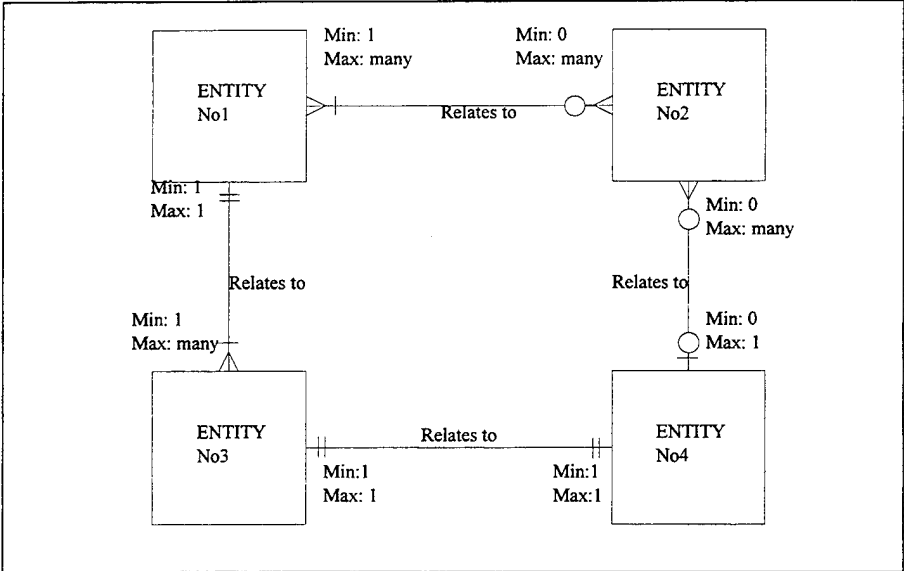 Min: 1
Max: many
Min: 0
Max: many
ENTITY
No1
ENTITY
No2
Relates to
Min: 1
Max: 1
Min: 0
Max: many
Relates to
Relates to
Min: 1
Max: many
Min: 0
Max: 1
ENTITY
No3
ENTITY
No4
Relates to
Min:1
Max: 1
Min:1
Max:1